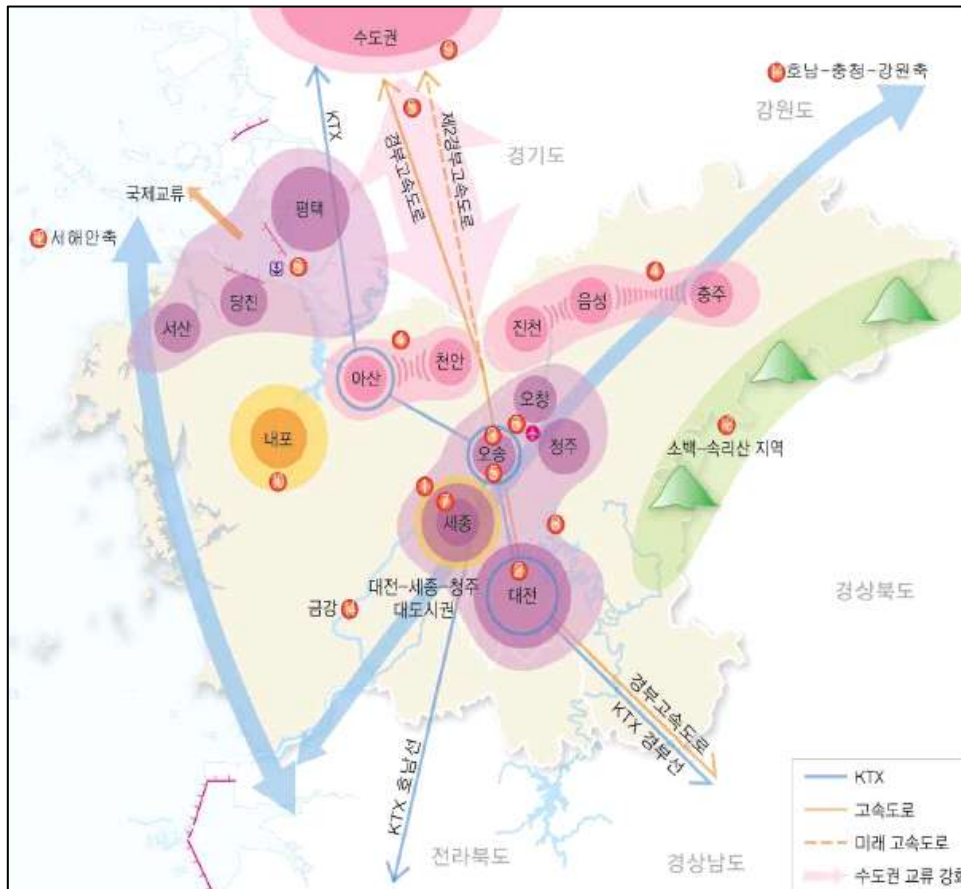 수도권
호남-충청-강원축
강원도
KTX
경부고속도로
제2경부고속도로
경기도
국제교류
평택
서해안축
당진
서산
4
음성
충주
진천
4
천안
아산
오창
내포
오송
청주
소백-속리산 지역
세종
대전-세종-청주
대도시권
금강
대전
경상북도
경부고속도로
KTX 경부선
KTX 호남선
전라북도
경상남도
KTX
고속도로
미래 고속도로
수도권 교류 강화